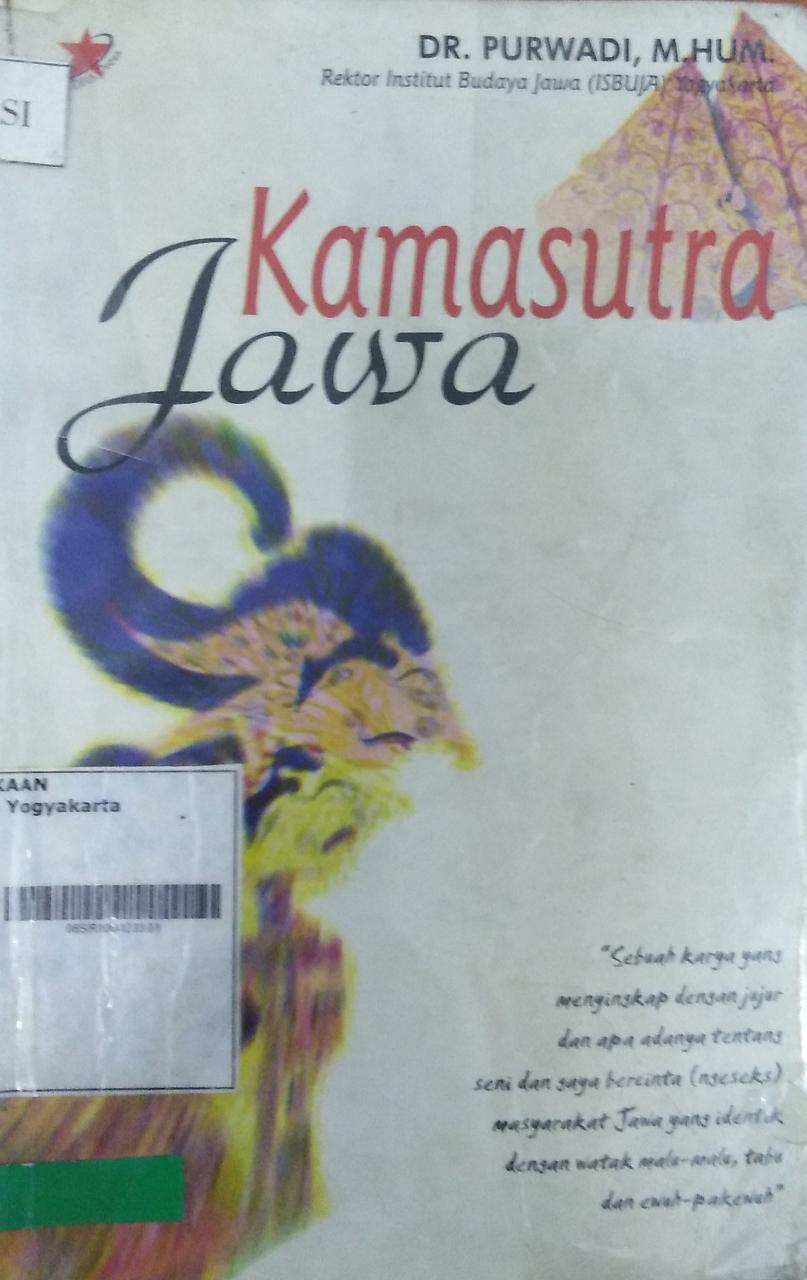 DR. PURWADI, M.HUM.
Rektor Institut Budaya Jawa (ISBUJA) Yogyakarta
SI
Kamasutra
Jawa
KAAN
Yogyakarta
"Sebuah karya yang
menyingkap dengan jujur
dan apa adanya tentang
seni dan gaya bercinta (ngeseks)
masyarakat Jawa yang identik
dengan watak malu-malu, tabu
dan ewuh-pakewuh"